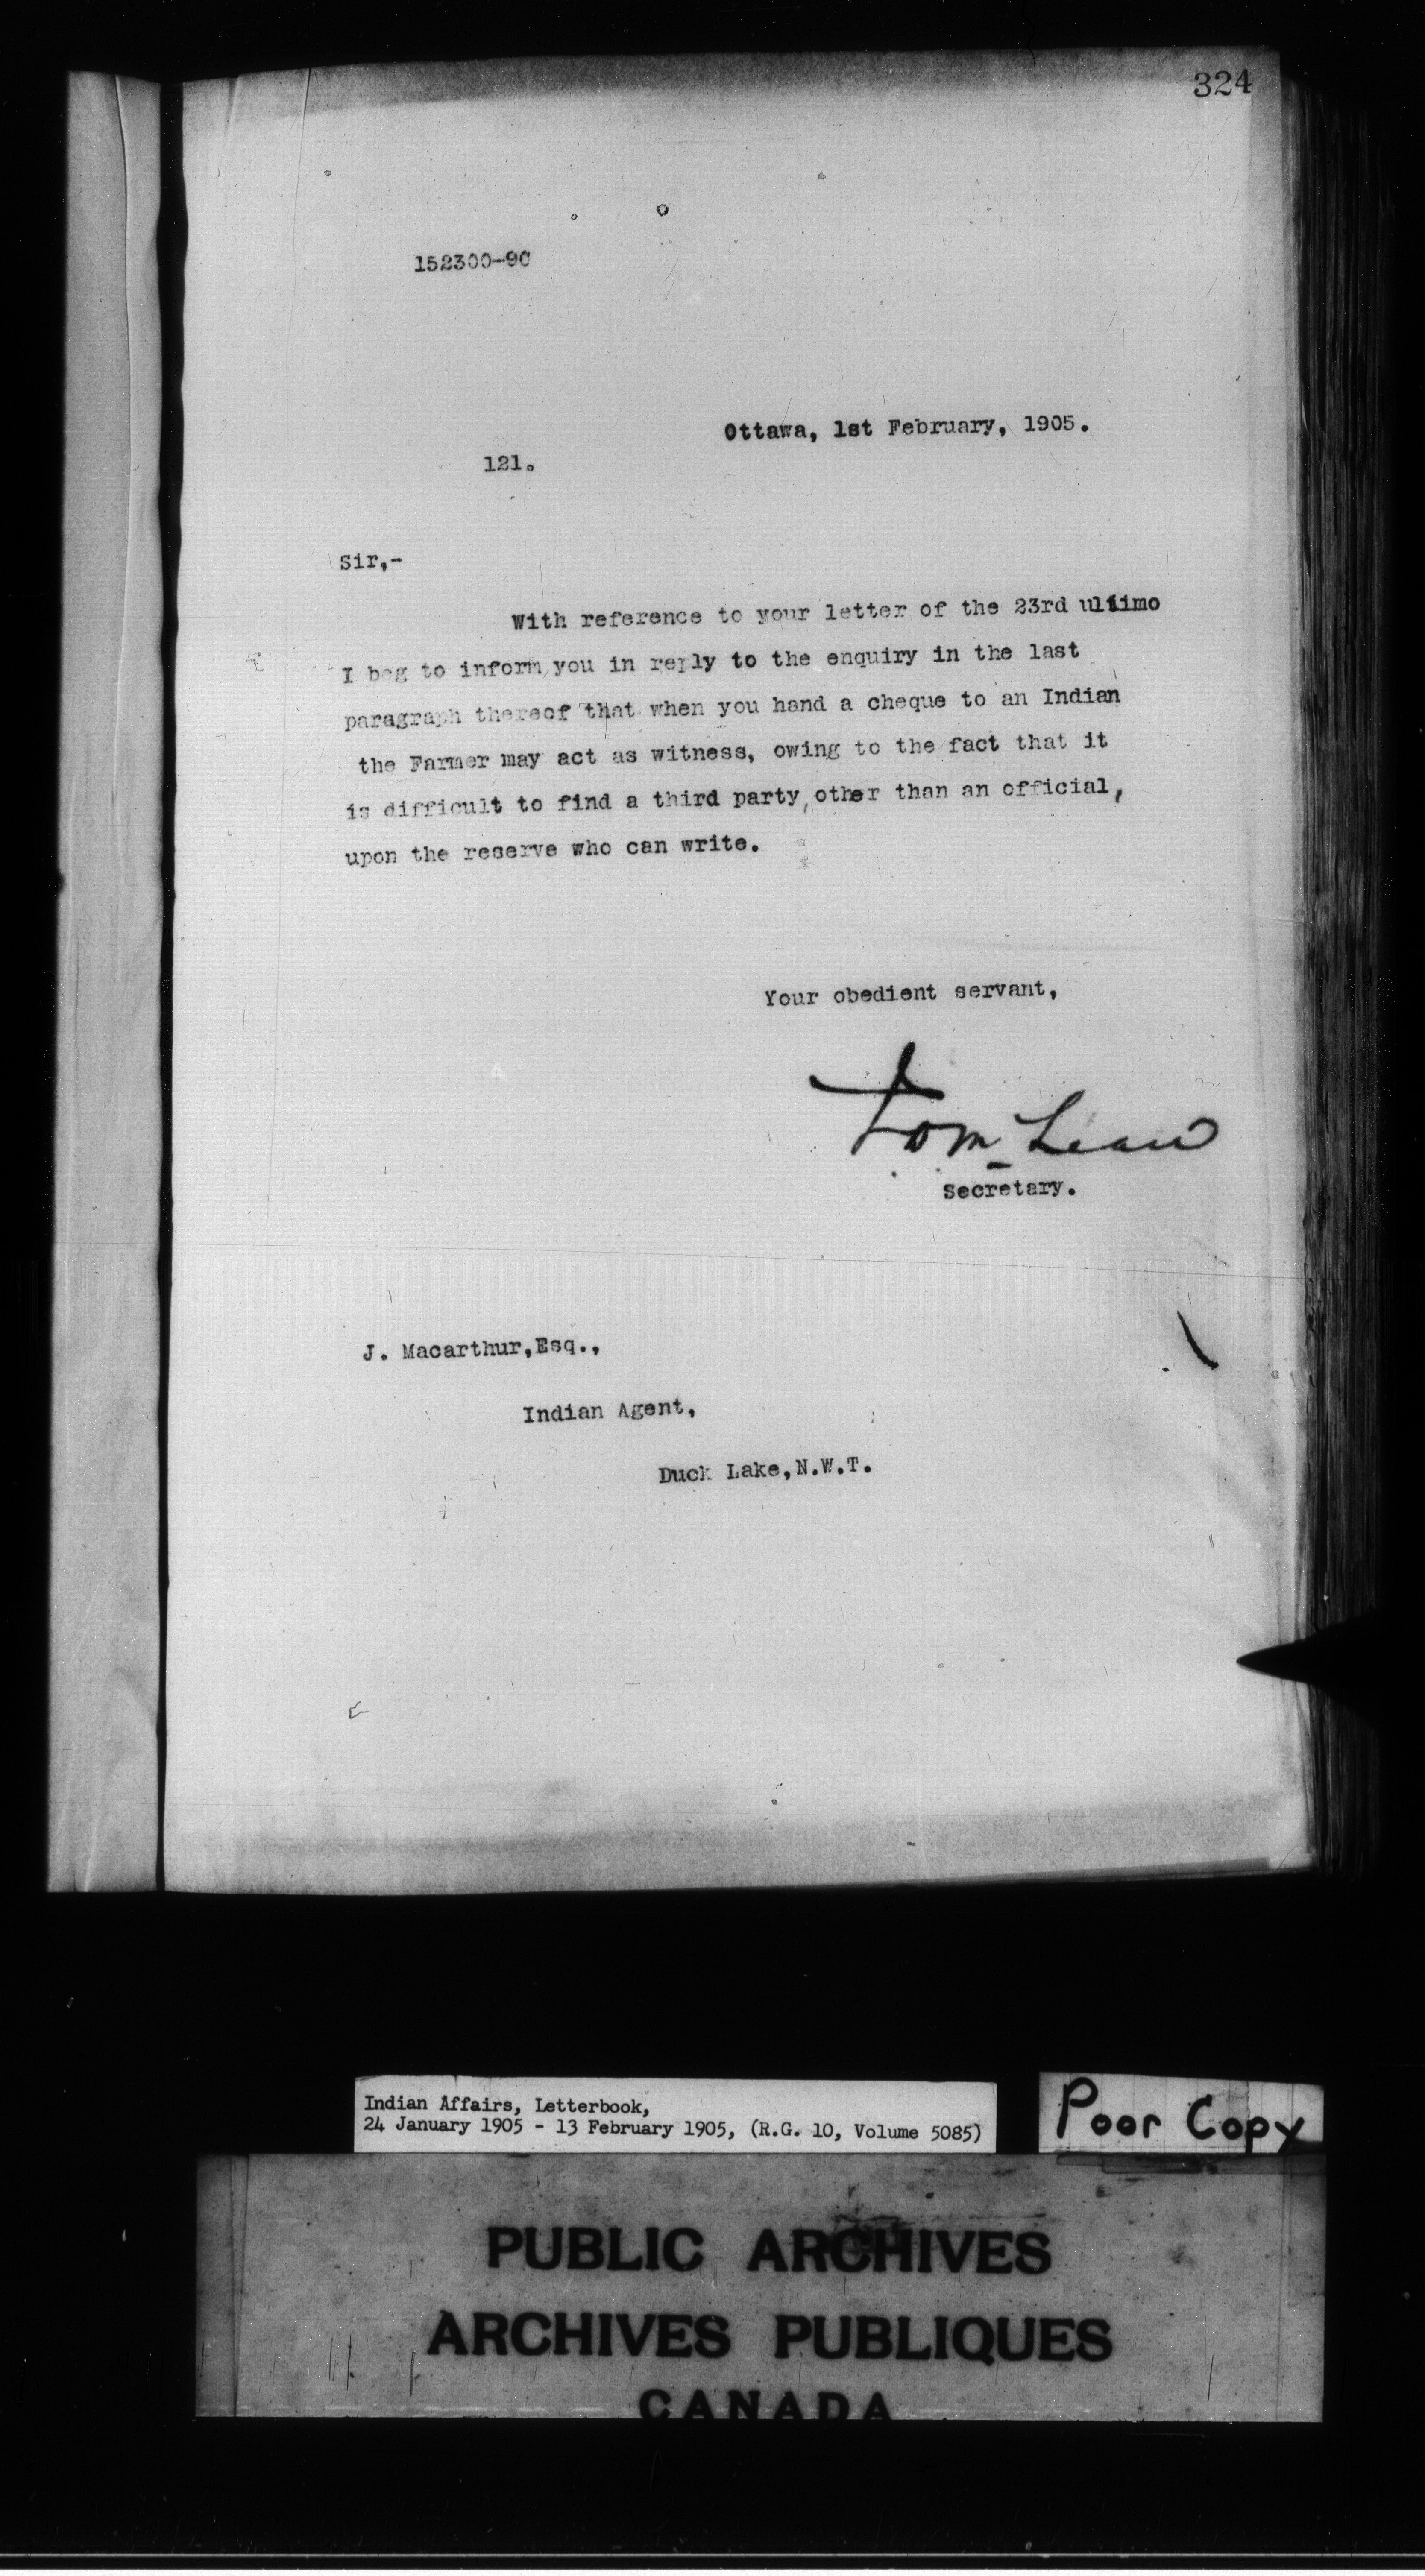 324
152300-90
Ottawa, 1st February, 1905.
121.
Sir,-
With reference to your letter of the 23rd ultimo
I beg to inform you in reply to the enquiry in the last
paragraph thereof that when you hand a cheque to an Indian
the Farmer may act as witness, owing to the fact that it
is difficult to find a third party, other than an official,
upon the reserve who can write.
Your obedient servant,
Secretary.
J. Macarthur,Esq.,
Indian Agent,
Duck Lake,N.W.T.
Indian Affairs, Letterbook,
24 January 1905 - 13 February 1905, (R.G. 10, Volume 5085)
Poor Copy
PUBLIC ARCHIVES
ARCHIVES PUBLIQUES
CANADA